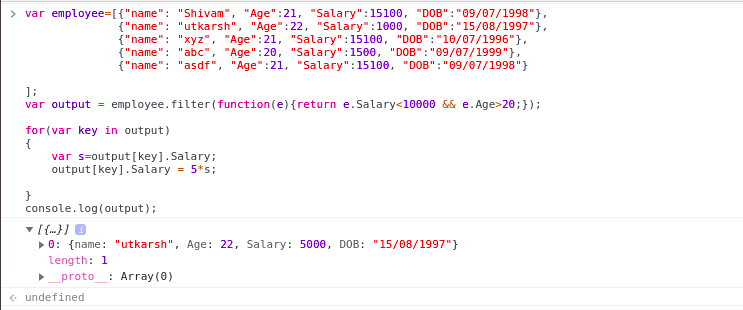 var employee=[{"name": "Shivam", "Age":21, "Salary":15100, "DOB":"09/07/1998"},
{"name": "utkarsh", "Age":22, "Salary":1000, "DOB":"15/08/1997"},
{"name": "xyz", "Age":21, "Salary":15100, "DOB":"10/07/1996"},
{"name": "abc", "Age":20, "Salary":1500, "DOB":"09/07/1999"},
{"name": "asdf", "Age":21, "Salary":15100, "DOB":"09/07/1998"}
];
var output = employee.filter(function(e){return e.Salary<10000 && e.Age>20;});
for(var key in output)
{
var s=output[key].Salary;
output[key].Salary = 5*s;
}
console.log(output);
[{…}] i
0: {name: "utkarsh", Age: 22, Salary: 5000, DOB: "15/08/1997"}
length: 1
__proto__: Array(0)
undefined